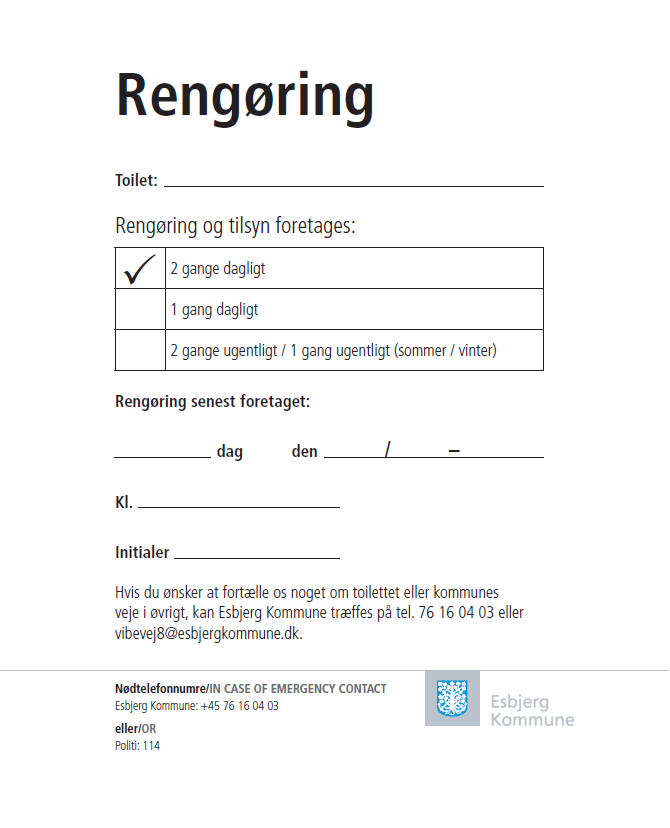 Rengøring
Toilet:
Rengøring og tilsyn foretages:
✓ 2 gange dagligt
1 gang dagligt
2 gange ugentligt / 1 gang ugentligt (sommer / vinter)
Rengøring senest foretaget:
dag den / –
Kl.
Initialer
Hvis du ønsker at fortælle os noget om toilettet eller kommunes
veje i øvrigt, kan Esbjerg Kommune træffes på tel. 76 16 04 03 eller
vibevej8@esbjergkommune.dk.
Nødtelefonnumre/IN CASE OF EMERGENCY CONTACT
Esbjerg Kommune: +45 76 16 04 03
eller/OR
Politi: 114
Esbjerg
Kommune